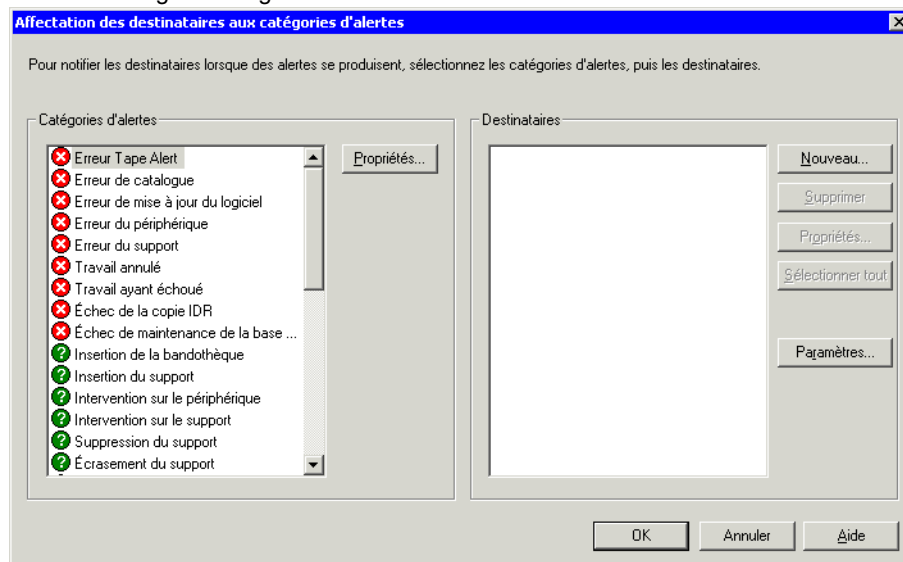 Affectation des destinataires aux catégories d'alertes
Pour notifier les destinataires lorsque des alertes se produisent, sélectionnez les catégories d'alertes, puis les destinataires.
Catégories d'alertes
Erreur Tape Alert
Erreur de catalogue
Erreur de mise à jour du logiciel
Erreur du périphérique
Erreur du support
Travail annulé
Travail ayant échoué
Échec de la copie IDR
Échec de maintenance de la base ...
Insertion de la bandothèque
Insertion du support
Intervention sur le périphérique
Intervention sur le support
Suppression du support
Écrasement du support
Propriétés...
Destinataires
Nouveau...
Supprimer
Propriétés...
Sélectionner tout
Paramètres...
OK
Annuler
Aide